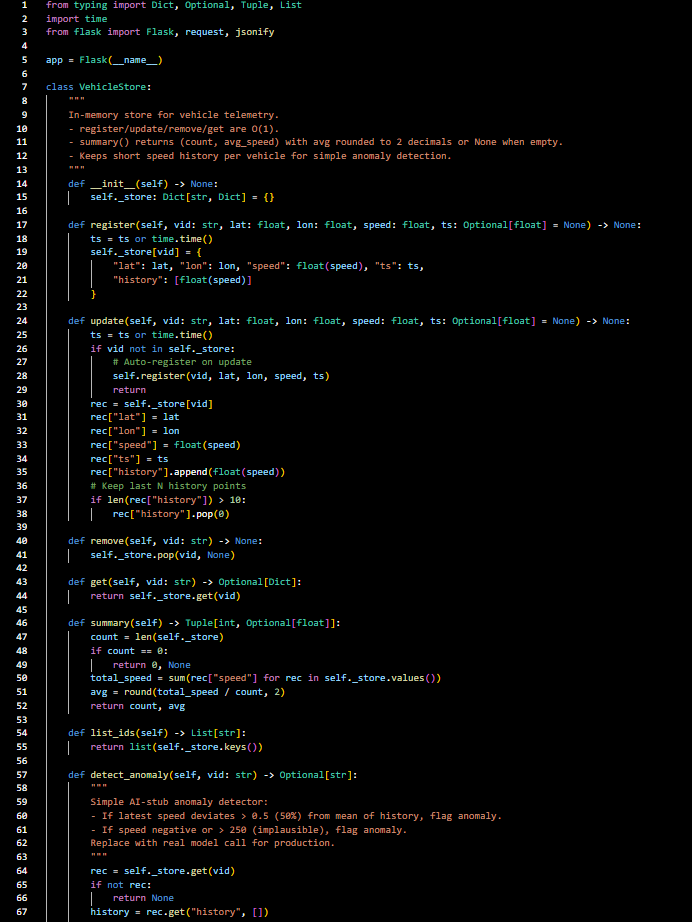 1 from typing import Dict, Optional, Tuple, List
2 import time
3 from flask import Flask, request, jsonify
4
5 app = Flask(__name__)
6
7 class VehicleStore:
8     """
9     In-memory store for vehicle telemetry.
10     - register/update/remove/get are O(1).
11     - summary() returns (count, avg_speed) with avg rounded to 2 decimals or None when empty.
12     - Keeps short speed history per vehicle for simple anomaly detection.
13     """
14     def __init__(self) -> None:
15         self._store: Dict[str, Dict] = {}
16
17     def register(self, vid: str, lat: float, lon: float, speed: float, ts: Optional[float] = None) -> None:
18         ts = ts or time.time()
19         self._store[vid] = {
20             "lat": lat, "lon": lon, "speed": float(speed), "ts": ts,
21             "history": [float(speed)]
22         }
23
24     def update(self, vid: str, lat: float, lon: float, speed: float, ts: Optional[float] = None) -> None:
25         ts = ts or time.time()
26         if vid not in self._store:
27             # Auto-register on update
28             self.register(vid, lat, lon, speed, ts)
29             return
30         rec = self._store[vid]
31         rec["lat"] = lat
32         rec["lon"] = lon
33         rec["speed"] = float(speed)
34         rec["ts"] = ts
35         rec["history"].append(float(speed))
36         # Keep last N history points
37         if len(rec["history"]) > 10:
38             rec["history"].pop(0)
39
40     def remove(self, vid: str) -> None:
41         self._store.pop(vid, None)
42
43     def get(self, vid: str) -> Optional[Dict]:
44         return self._store.get(vid)
45
46     def summary(self) -> Tuple[int, Optional[float]]:
47         count = len(self._store)
48         if count == 0:
49             return 0, None
50         total_speed = sum(rec["speed"] for rec in self._store.values())
51         avg = round(total_speed / count, 2)
52         return count, avg
53
54     def list_ids(self) -> List[str]:
55         return list(self._store.keys())
56
57     def detect_anomaly(self, vid: str) -> Optional[str]:
58         """
59         Simple AI-stub anomaly detector:
60         - If latest speed deviates > 0.5 (50%) from mean of history, flag anomaly.
61         - If speed negative or > 250 (implausible), flag anomaly.
62         Replace with real model call for production.
63         """
64         rec = self._store.get(vid)
65         if not rec:
66             return None
67         history = rec.get("history", [])